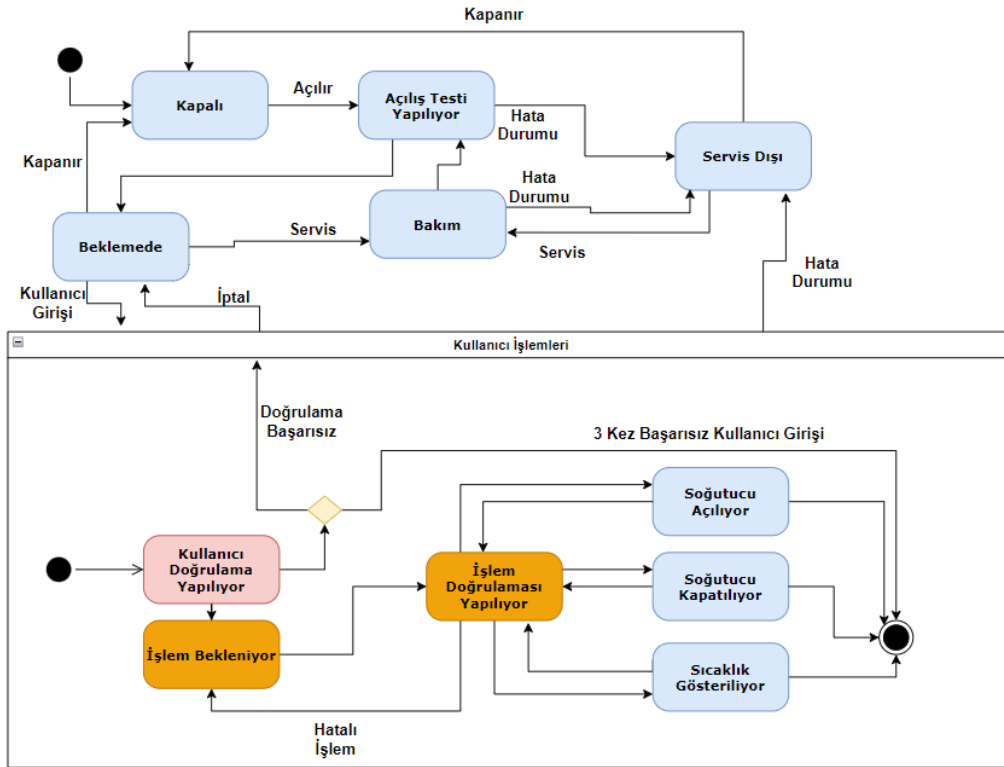 Kapanır
Kapalı
Açılır
Açılış Testi
Yapılıyor
Hata
Durumu
Servis Dışı
Kapanır
Hata
Durumu
Bakım
Beklemede
Servis
Servis
Kullanıcı
Girişi
İptal
Hata
Durumu
Kullanıcı İşlemleri
Doğrulama
Başarısız
3 Kez Başarısız Kullanıcı Girişi
Soğutucu
Açılıyor
Kullanıcı
Doğrulama
Yapılıyor
İşlem
Doğrulaması
Yapılıyor
Soğutucu
Kapatılıyor
İşlem Bekleniyor
Sıcaklık
Gösteriliyor
Hatalı
İşlem